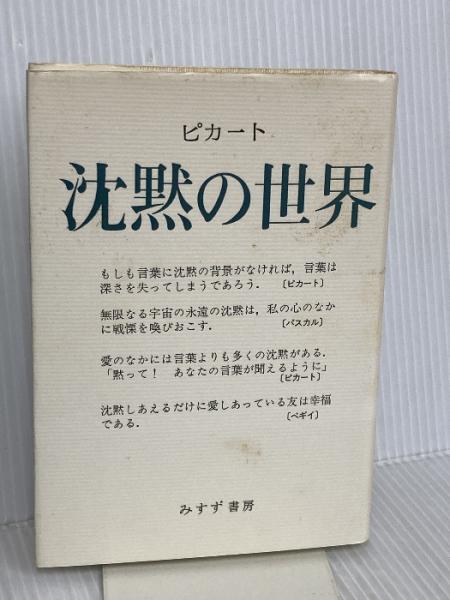 ピカート
沈黙の世界
もしも言葉に沈黙の背景がなければ，言葉は
深さを失ってしまうであろう．〔ピカート〕
無限なる宇宙の永遠の沈黙は，私の心のなか
に戦慄を喚びおこす．〔パスカル〕
愛のなかには言葉よりも多くの沈黙がある．
「黙って！　あなたの言葉が聞えるように」
〔ピカート〕
沈黙しあえるだけに愛しあっている友は幸福
である．〔ペギイ〕
みすず書房